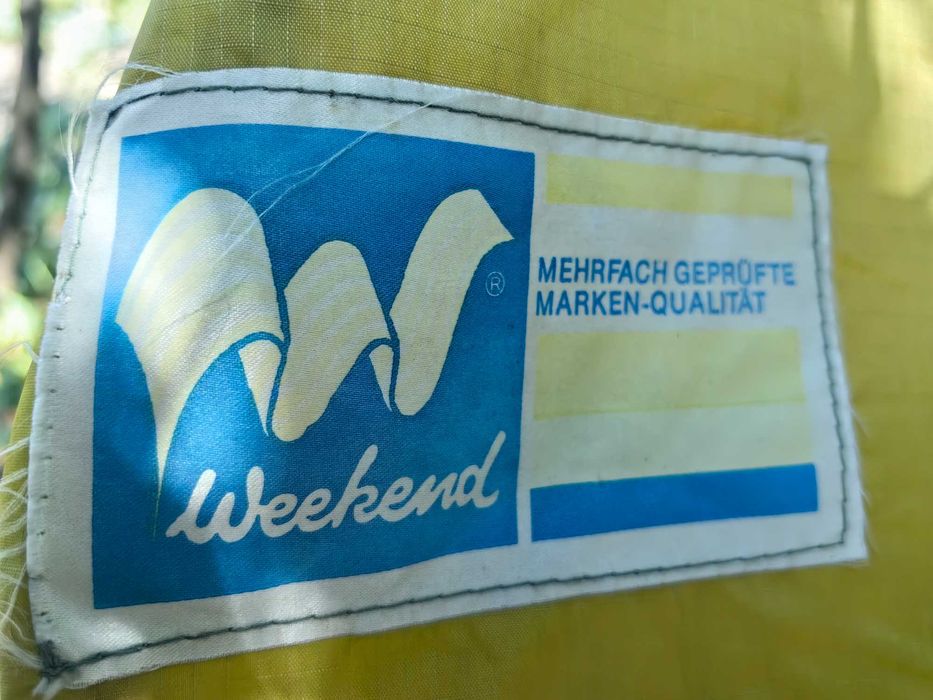 Weekend
®
MEHRFACH GEPRÜFTE
MARKEN-QUALITÄT